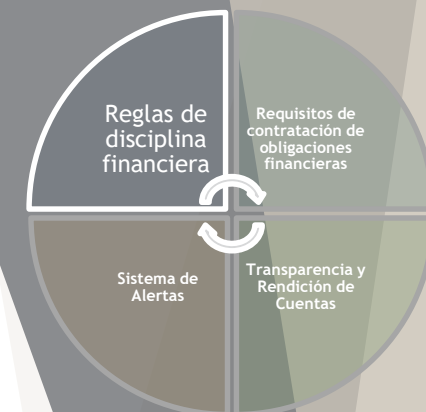 Reglas de
disciplina
financiera
Requisitos de
contratación de
obligaciones
financieras
Sistema de
Alertas
Transparencia y
Rendición de
Cuentas